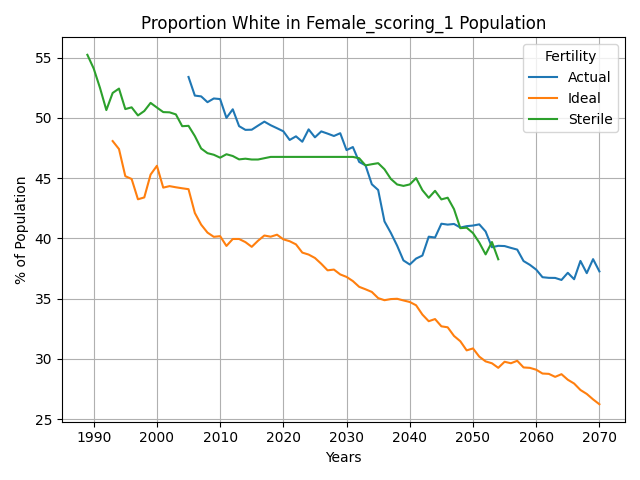 Proportion White in Female_scoring_1 Population
Fertility
Actual
Ideal
Sterile
% of Population
55
50
45
40
35
30
25
1990 2000 2010 2020 2030 2040 2050 2060 2070
Years